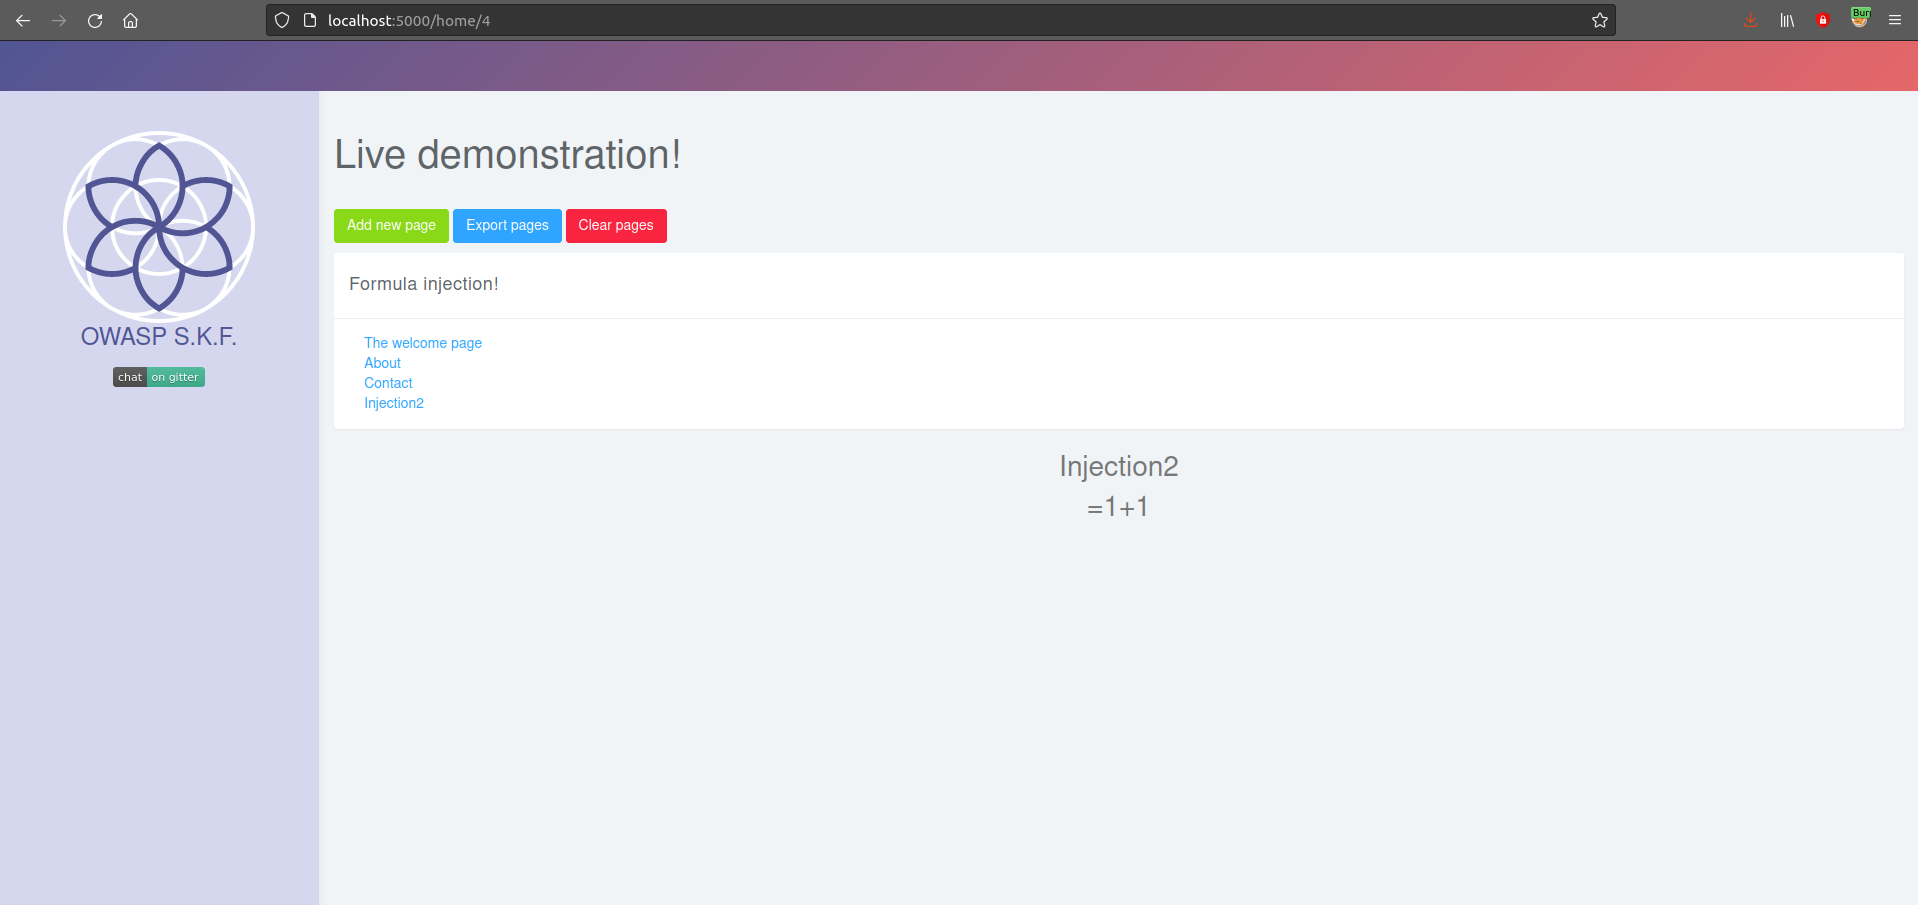 localhost:5000/home/4
Bur
OWASP S.K.F.
chat on gitter
Live demonstration!
Add new page Export pages Clear pages
Formula injection!
The welcome page
About
Contact
Injection2
Injection2
=1+1